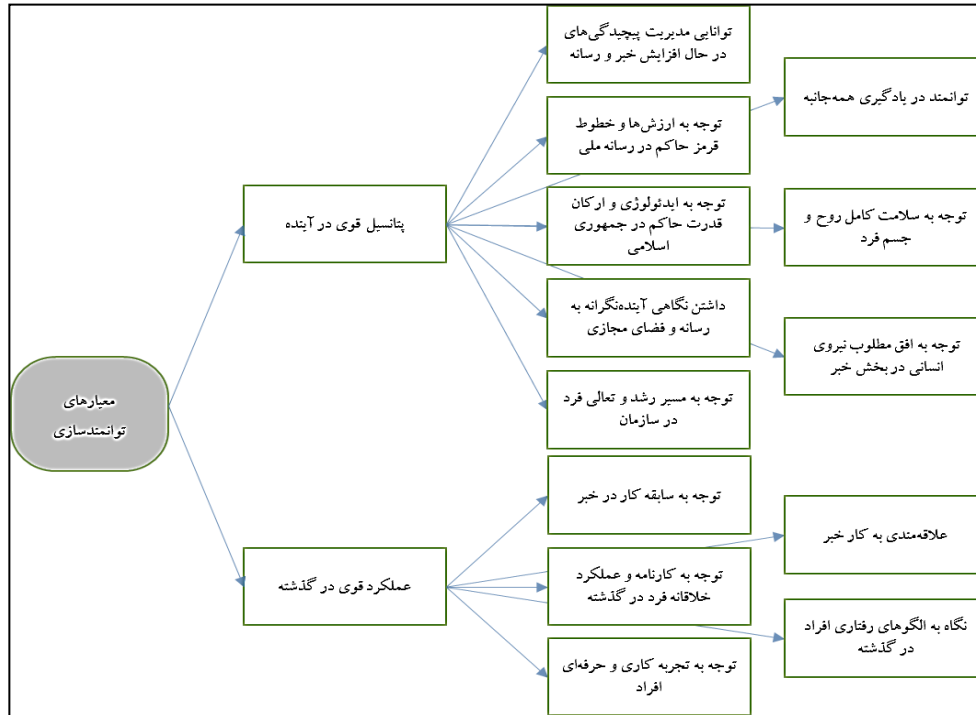 معیارهای
توانمندسازی
پتانسیل قوی در آینده
توانایی مدیریت پیچیدگی‌های
در حال افزایش خبر و رسانه
توانمند در یادگیری همه‌جانبه
توجه به ارزش‌ها و خطوط
قرمز حاکم در رسانه ملی
توجه به ایدئولوژی و ارکان
قدرت حاکم در جمهوری
اسلامی
توجه به سلامت کامل روح و
جسم فرد
داشتن نگاهی آینده‌نگرانه به
رسانه و فضای مجازی
توجه به افق مطلوب نیروی
انسانی در بخش خبر
توجه به مسیر رشد و تعالی فرد
در سازمان
عملکرد قوی در گذشته
توجه به سابقه کار در خبر
علاقه‌مندی به کار خبر
توجه به کارنامه و عملکرد
خلاقانه فرد در گذشته
نگاه به الگوهای رفتاری افراد
در گذشته
توجه به تجربه کاری و حرفه‌ای
افراد